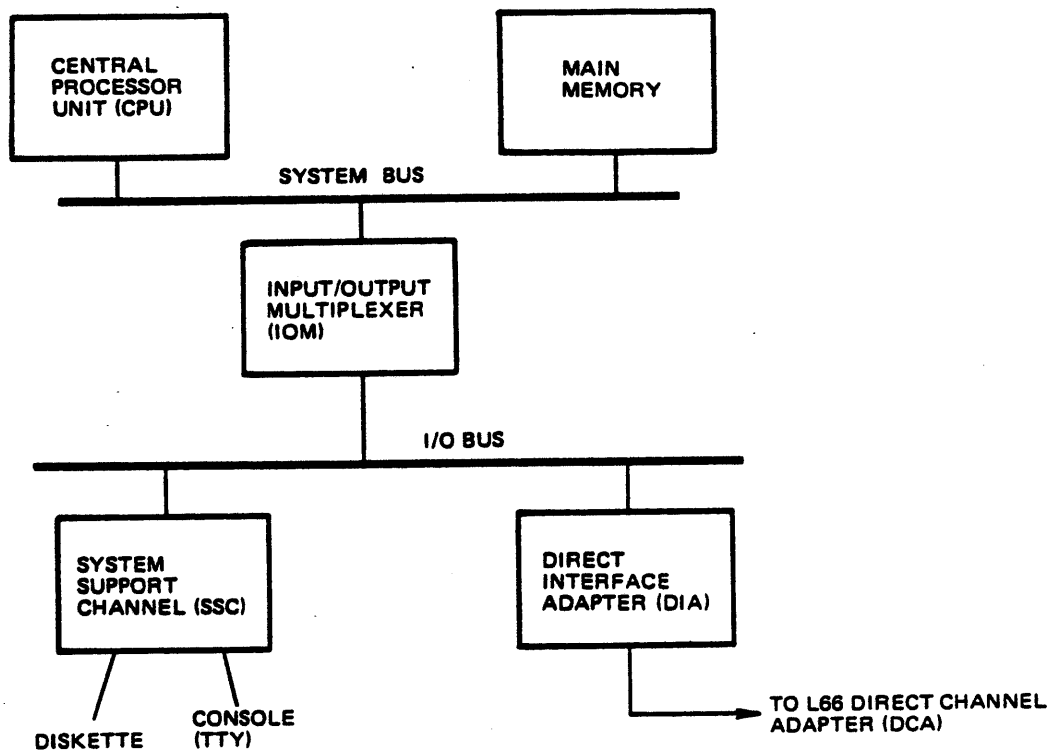 CENTRAL
PROCESSOR
UNIT (CPU)
MAIN
MEMORY
SYSTEM BUS
INPUT/OUTPUT
MULTIPLEXER
(IOM)
I/O BUS
SYSTEM
SUPPORT
CHANNEL (SSC)
DIRECT
INTERFACE
ADAPTER (DIA)
DISKETTE
CONSOLE
(TTY)
TO L66 DIRECT CHANNEL
ADAPTER (DCA)